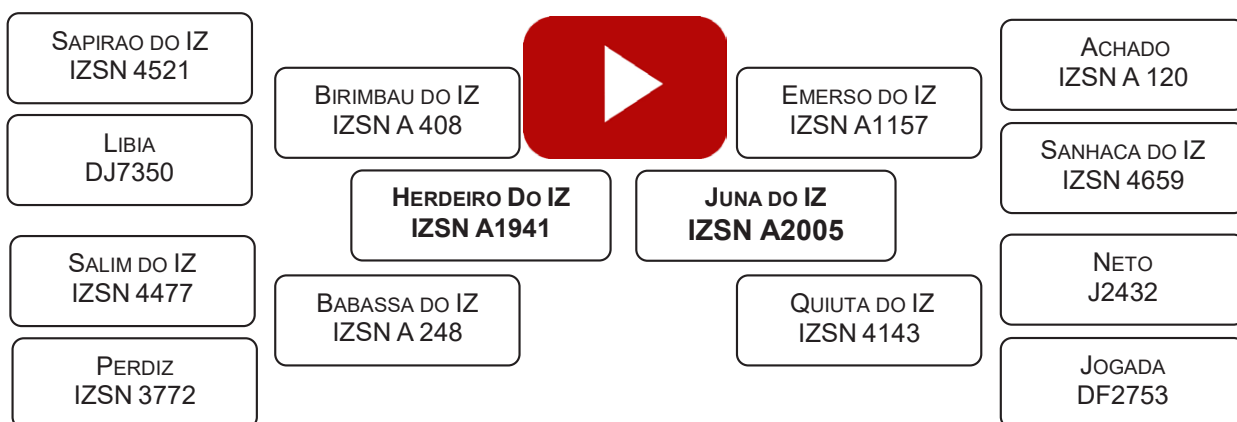 SAPIRAO DO IZ
IZSN 4521
LIBIA
DJ7350
BIRIMBAU DO IZ
IZSN A 408
HERDEIRO DO IZ
IZSN A1941
SALIM DO IZ
IZSN 4477
PERDIZ
IZSN 3772
BABASSA DO IZ
IZSN A 248
EMERSO DO IZ
IZSN A1157
ACHADO
IZSN A 120
SANHACA DO IZ
IZSN 4659
JUNA DO IZ
IZSN A2005
QUIUTA DO IZ
IZSN 4143
NETO
J2432
JOGADA
DF2753